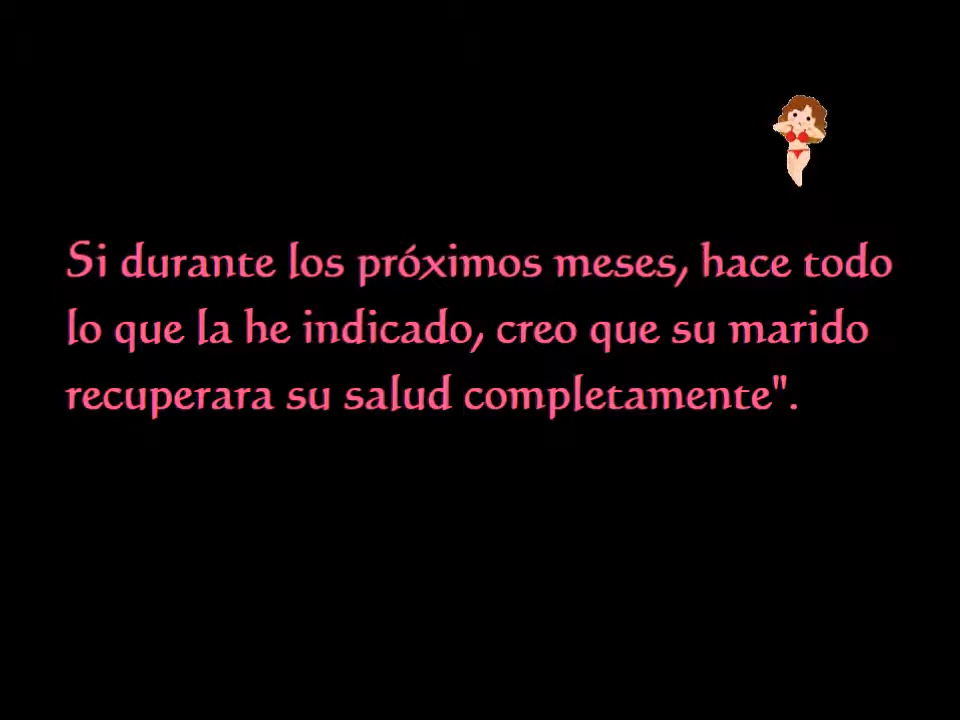 Si durante los próximos meses, hace todo
lo que la he indicado, creo que su marido
recuperara su salud completamente".